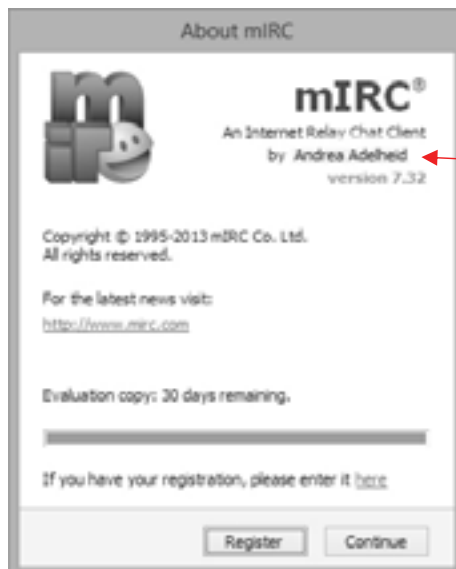 About mIRC
mIRC®
An Internet Relay Chat Client
by Andrea Adelheid
version 7.32
Copyright © 1995-2013 mIRC Co. Ltd.
All rights reserved.
For the latest news visit:
http://www.mirc.com
Evaluation copy: 30 days remaining.
If you have your registration, please enter it here
Register Continue